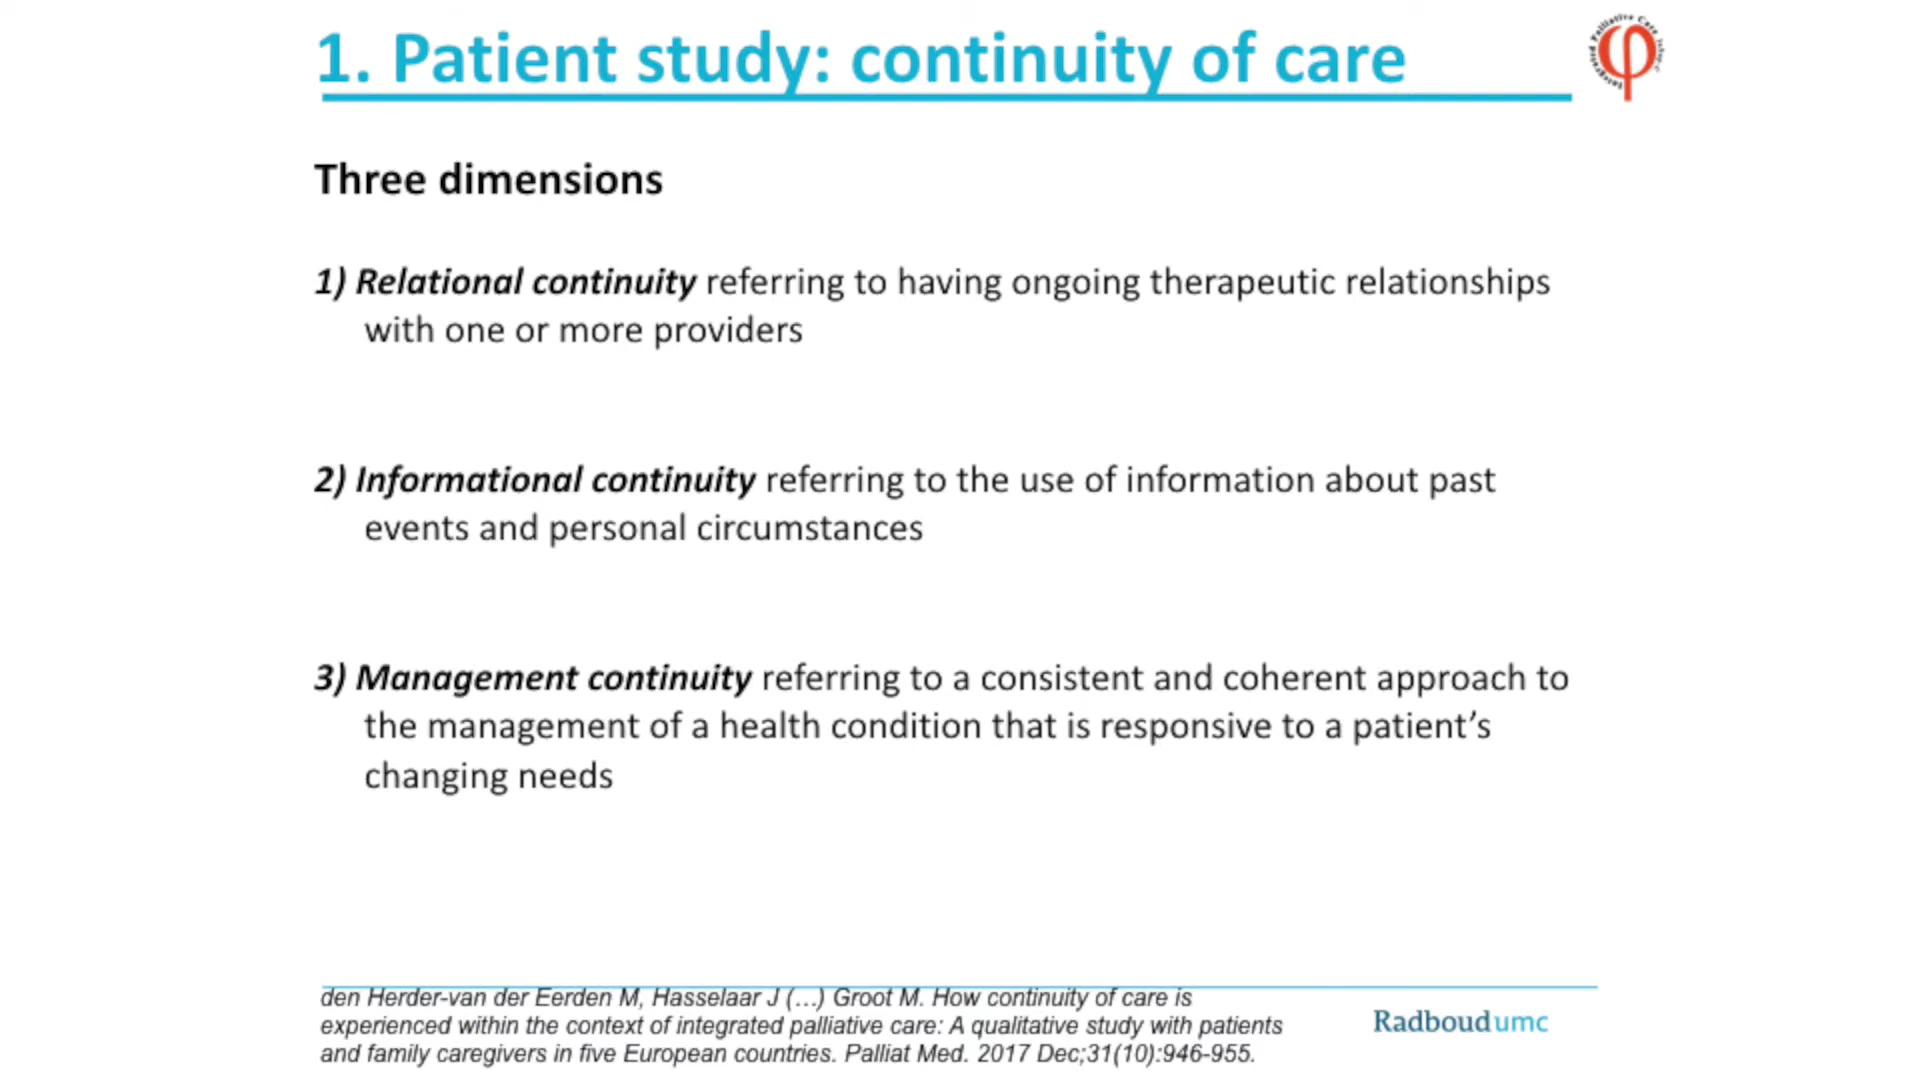 1. Patient study: continuity of care
Integrated Palliative Care
Three dimensions
1) Relational continuity referring to having ongoing therapeutic relationships
with one or more providers
2) Informational continuity referring to the use of information about past
events and personal circumstances
3) Management continuity referring to a consistent and coherent approach to
the management of a health condition that is responsive to a patient's
changing needs
den Herder-van der Eerden M, Hasselaar J (...) Groot M. How continuity of care is
experienced within the context of integrated palliative care: A qualitative study with patients
and family caregivers in five European countries. Palliat Med. 2017 Dec;31(10):946-955.
Radboudumc